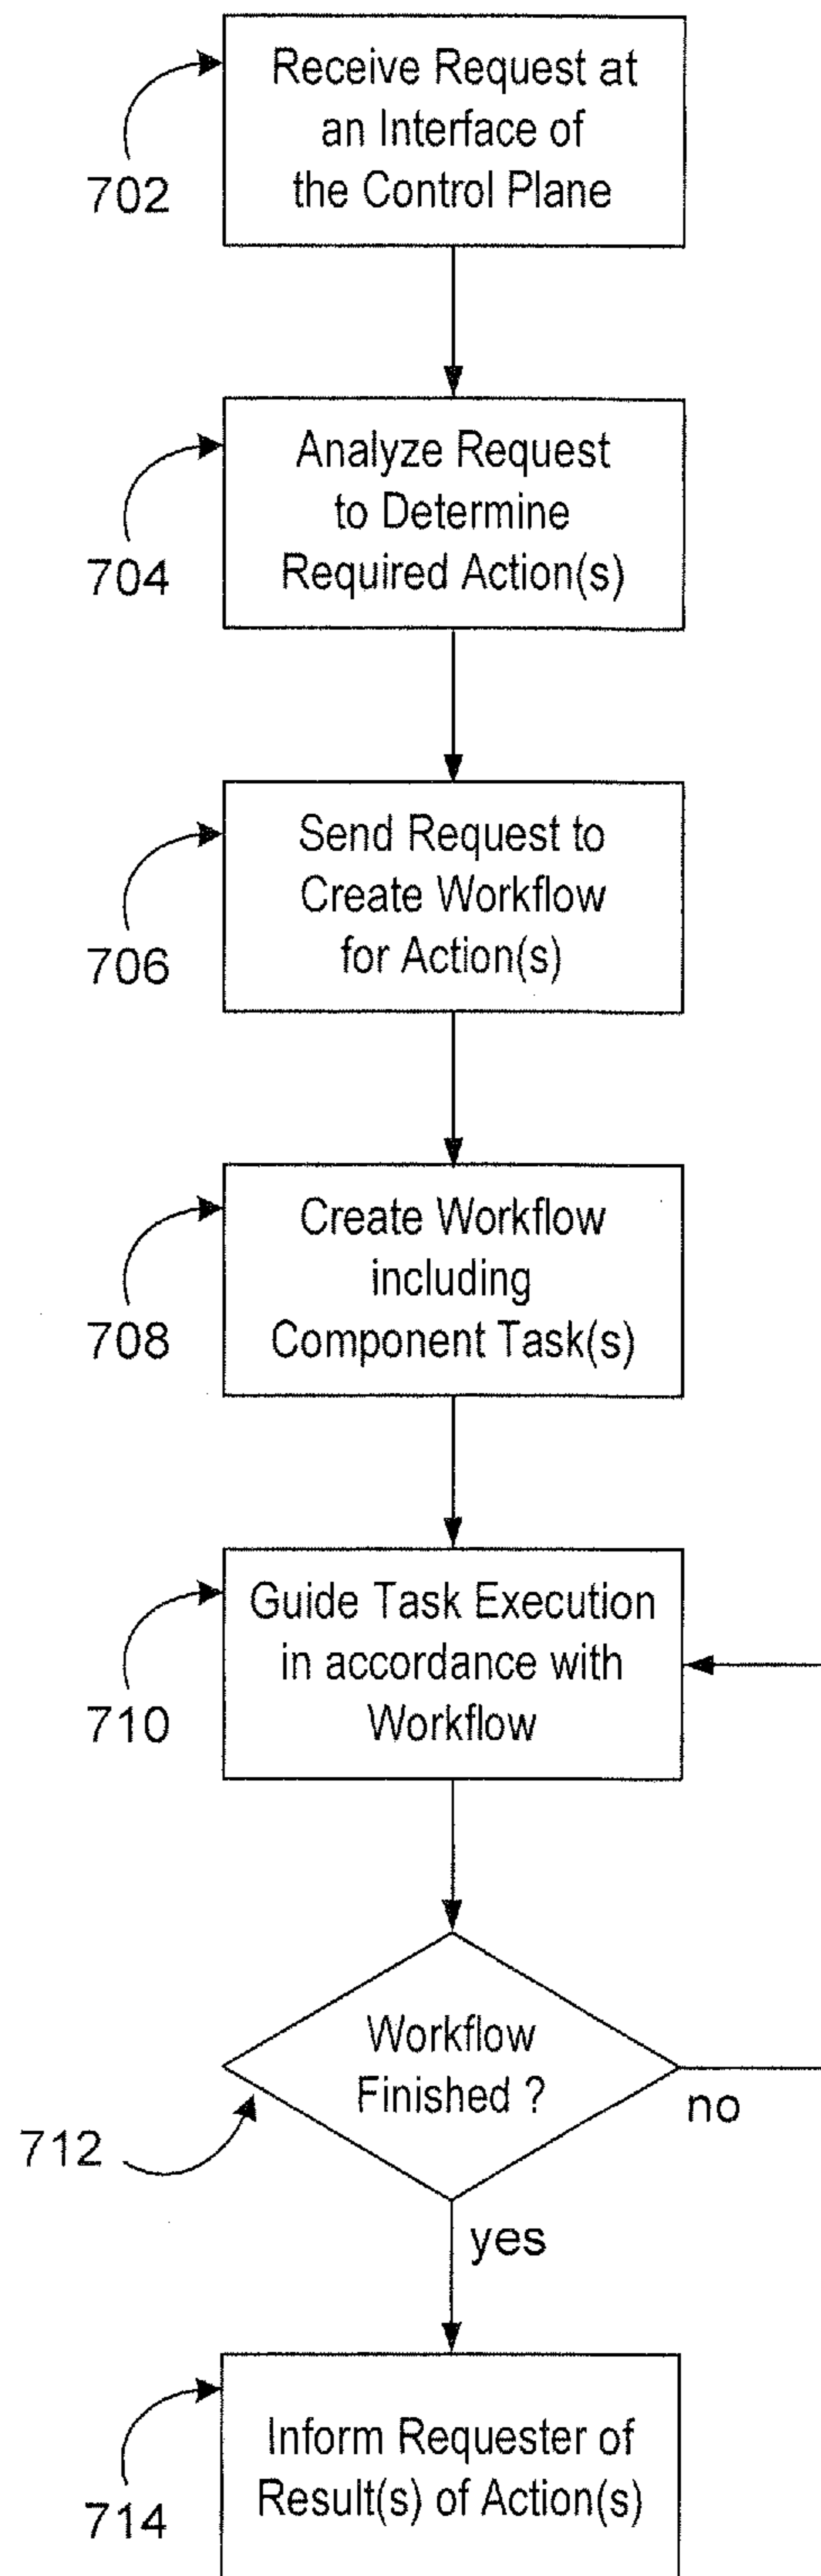 Receive Request at
an Interface of
the Control Plane
702
Analyze Request
to Determine
Required Action(s)
704
Send Request to
Create Workflow
for Action(s)
706
Create Workflow
including
Component Task(s)
708
Guide Task Execution
in accordance with
Workflow
710
Workflow
Finished ?
no
712
yes
Inform Requester of
Result(s) of Action(s)
714